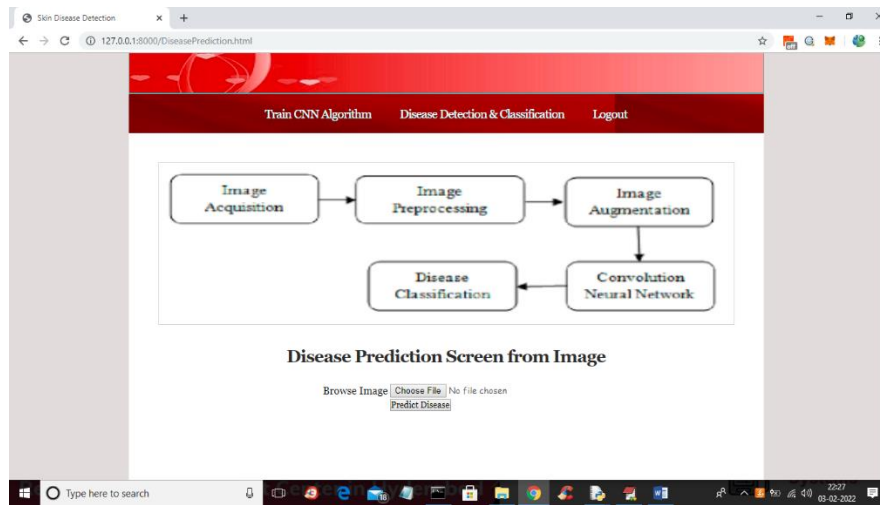 Skin Disease Detection
127.0.0.1:8000/DiseasePrediction.html
Train CNN Algorithm Disease Detection & Classification Logout
Image Acquisition
Image Preprocessing
Image Augmentation
Disease Classification
Convolution Neural Network
Disease Prediction Screen from Image
Browse Image Choose File No file chosen
Predict Disease
Type here to search
22:27
03-02-2022